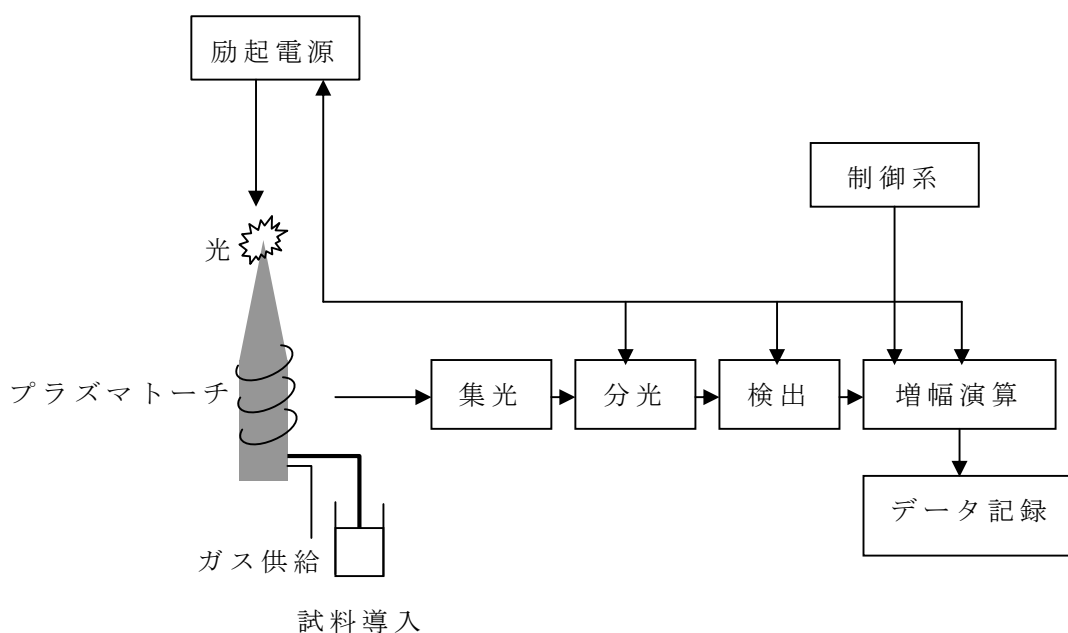 励起電源
制御系
光
プラズマトーチ
集光
分光
検出
増幅演算
データ記録
ガス供給
試料導入